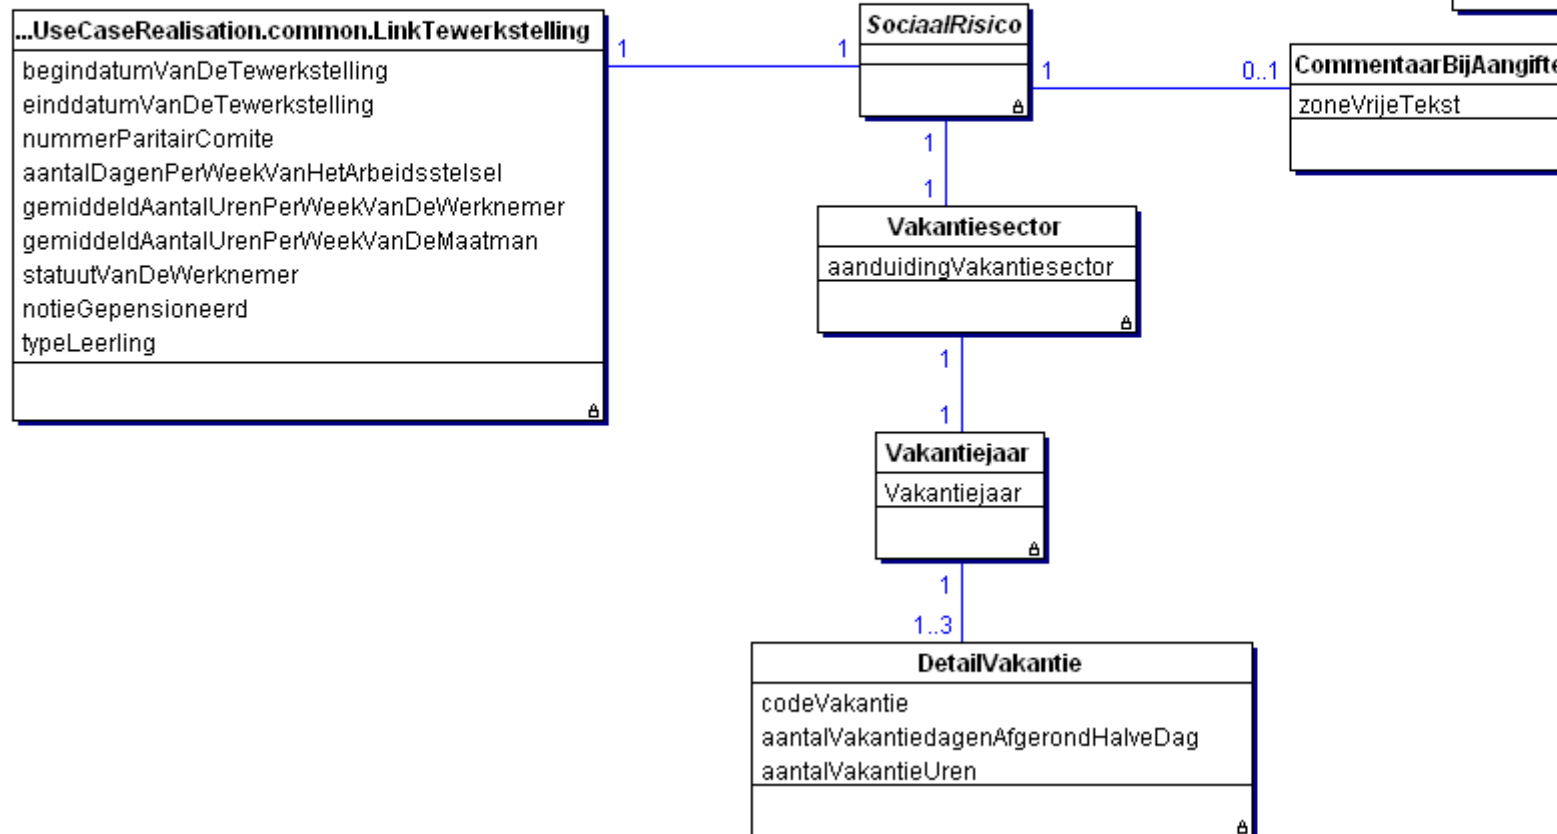 ...UseCaseRealisation.common.LinkTewerkstelling
begindatumVanDeTewerkstelling
einddatumVanDeTewerkstelling
nummerParitairComite
aantalDagenPerWeekVanHetArbeidsstelsel
gemiddeldAantalUrenPerWeekVanDeWerknemer
gemiddeldAantalUrenPerWeekVanDeMaatman
statuutVanDeWerknemer
notieGepensioneerd
typeLeerling
1
1
SociaalRisico
1
0..1
CommentaarBijAangifte
zoneVrijeTekst
1
1
Vakantiesector
aanduidingVakantiesector
1
1
Vakantiejaar
Vakantiejaar
1
1..3
DetailVakantie
codeVakantie
aantalVakantiedagenAfgerondHalveDag
aantalVakantieUren